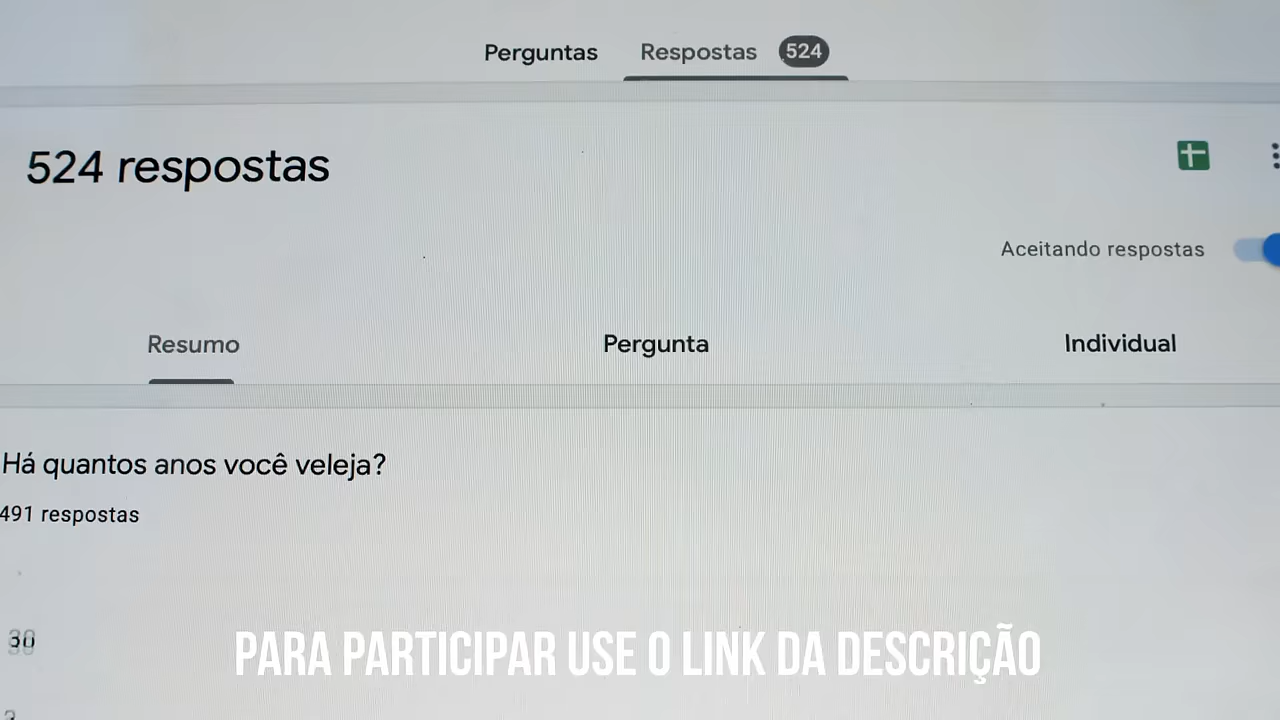 Perguntas Respostas 524
524 respostas
Aceitando respostas
Resumo Pergunta Individual
Há quantos anos você veleja?
491 respostas
30
PARA PARTICIPAR USE O LINK DA DESCRIÇÃO